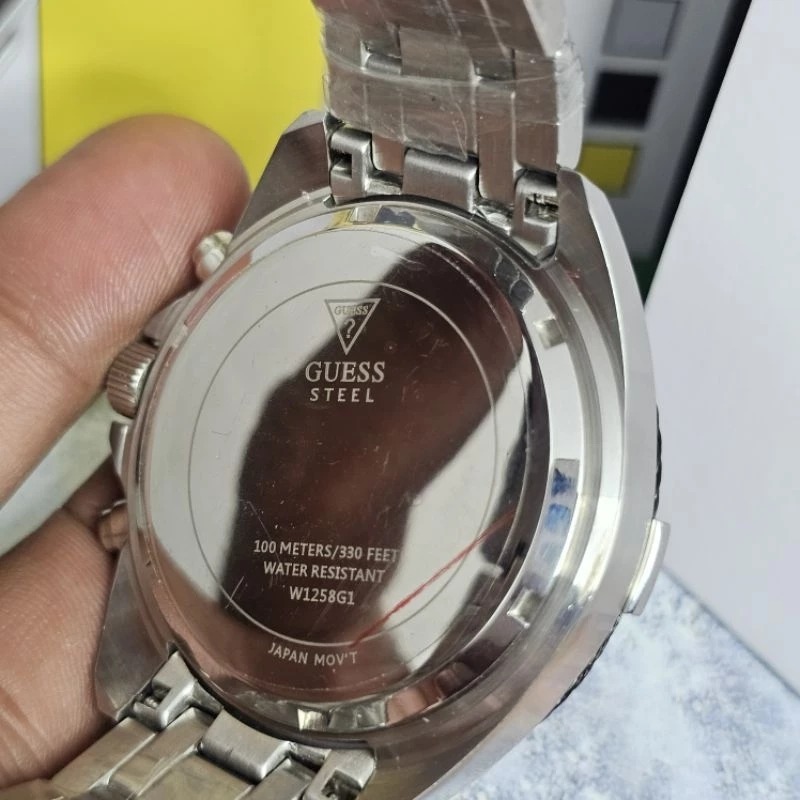 GUESS
?
GUESS
STEEL
100 METERS/330 FEET
WATER RESISTANT
W1258G1
JAPAN MOV'T